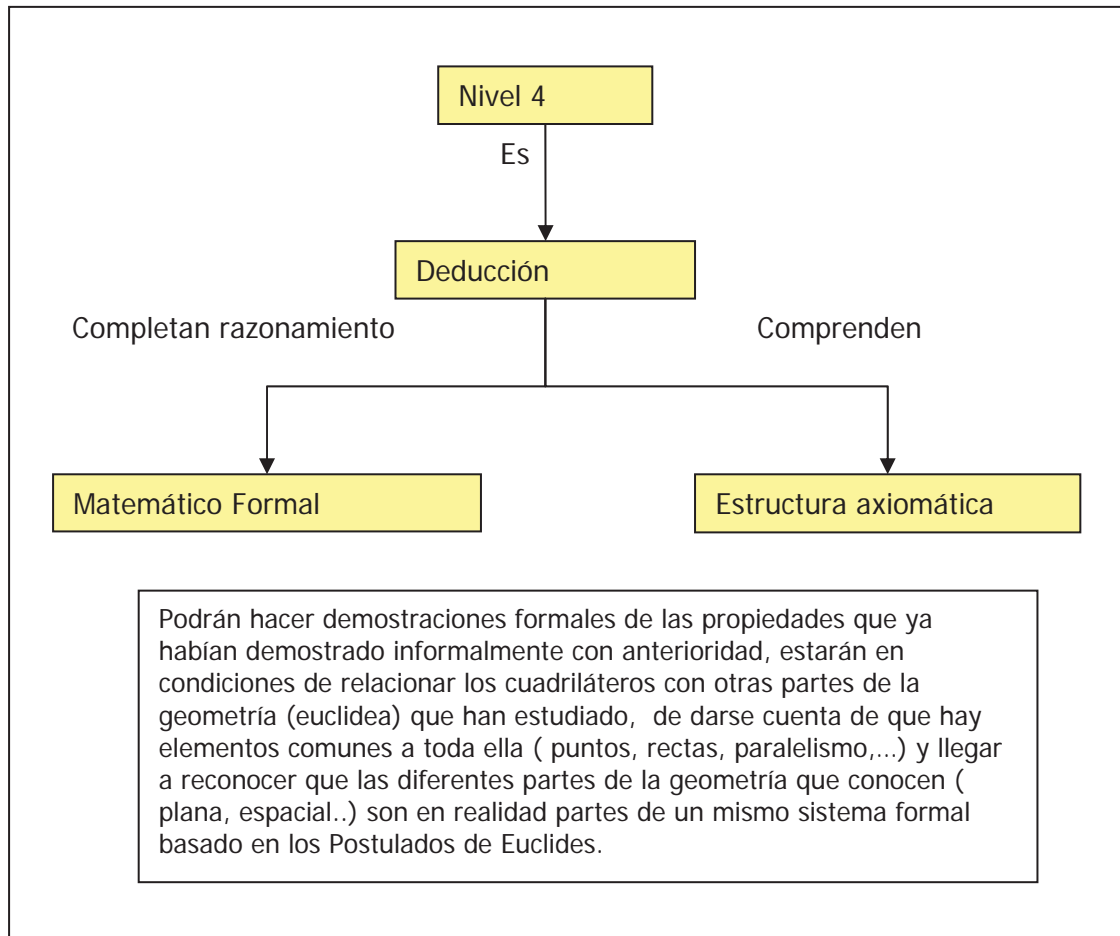 Nivel 4
Es
Deducción
Completan razonamiento
Comprenden
Matemático Formal
Estructura axiomática
Podrán hacer demostraciones formales de las propiedades que ya
habían demostrado informalmente con anterioridad, estarán en
condiciones de relacionar los cuadriláteros con otras partes de la
geometría (euclidea) que han estudiado,  de darse cuenta de que hay
elementos comunes a toda ella ( puntos, rectas, paralelismo,...) y llegar
a reconocer que las diferentes partes de la geometría que conocen (
plana, espacial..) son en realidad partes de un mismo sistema formal
basado en los Postulados de Euclides.